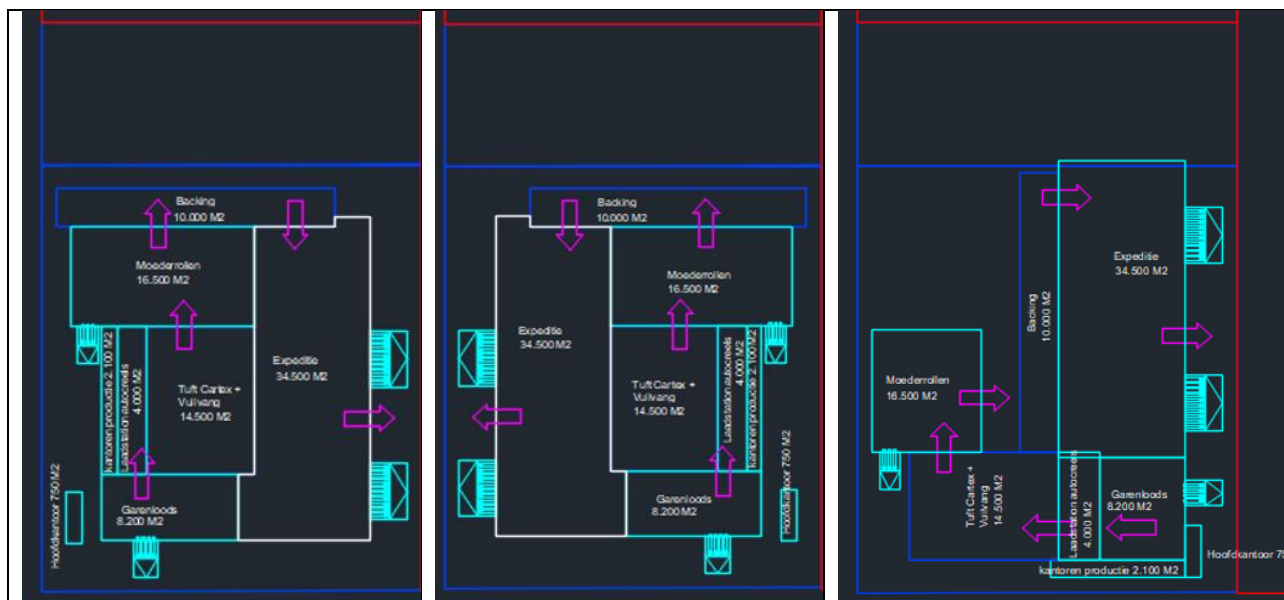 Backing
10.000 M2
Moederrollen
16.500 M2
Expeditie
34.500 M2
kantoren productie 2.100 M2
Laadstation autocreels
4.000 M2
Tuft Cartex +
Vuilvang
14.500 M2
Garenloods
8.200 M2
Hoofdkantoor 750 M2
Backing
10.000 M2
Moederrollen
16.500 M2
Expeditie
34.500 M2
Tuft Cartex +
Vuilvang
14.500 M2
Laadstation autocreels
4.000 M2
kantoren productie 2.100 M2
Garenloods
8.200 M2
Hoofdkantoor 750 M2
Expeditie
34.500 M2
Backing
10.000 M2
Moederrollen
16.500 M2
Tuft Cartex +
Vuilvang
14.500 M2
Laadstation autocreels
4.000 M2
Garenloods
8.200 M2
Hoofdkantoor 75
kantoren productie 2.100 M2